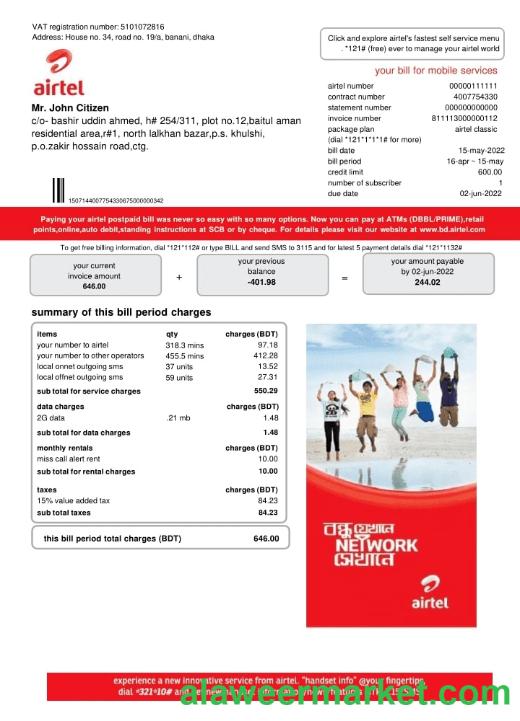 VAT registration number: 5101072816
Address: House no. 34, road no. 19/a, banani, dhaka
Click and explore airtel's fastest self service menu
. *121# (free) ever to manage your airtel world
airtel
your bill for mobile services
Mr. John Citizen
c/o- bashir uddin ahmed, h# 254/311, plot no.12,baitul aman
residential area,r#1, north lalkhan bazar,p.s. khulshi,
p.o.zakir hossain road,ctg.
airtel number 00000111111
contract number 4007754330
statement number 000000000000
invoice number 811113000000112
package plan airtel classic
(dial *121*1*1*1# for more)
bill date 15-may-2022
bill period 16-apr ~ 15-may
credit limit 600.00
number of subscriber 1
due date 02-jun-2022
1507144007754330675000000342
Paying your airtel postpaid bill was never so easy with so many options. Now you can pay at ATMs (DBBL/PRIME),retail
points,online,auto debit,standing instructions at SCB or by cheque. For details please visit our website at www.bd.airtel.com
To get free billing information, dial *121*112# or type BILL and send SMS to 3115 and for latest 5 payment details dial *121*1132#
your current
invoice amount
646.00
+
your previous
balance
-401.98
=
your amount payable
by 02-jun-2022
244.02
summary of this bill period charges
items qty charges (BDT)
your number to airtel 318.3 mins 97.18
your number to other operators 455.5 mins 412.28
local onnet outgoing sms 37 units 13.52
local offnet outgoing sms 59 units 27.31
sub total for service charges 550.29
data charges charges (BDT)
2G data .21 mb 1.48
sub total for data charges 1.48
monthly rentals charges (BDT)
miss call alert rent 10.00
sub total for rental charges 10.00
taxes charges (BDT)
15% value added tax 84.23
sub total taxes 84.23
this bill period total charges (BDT) 646.00
বন্ধু যেখানে
NETWORK
সেখানে
airtel
experience a new innovative service from airtel. "handset info" @your fingertips,
dial *321*10# and
alaweermarket.com